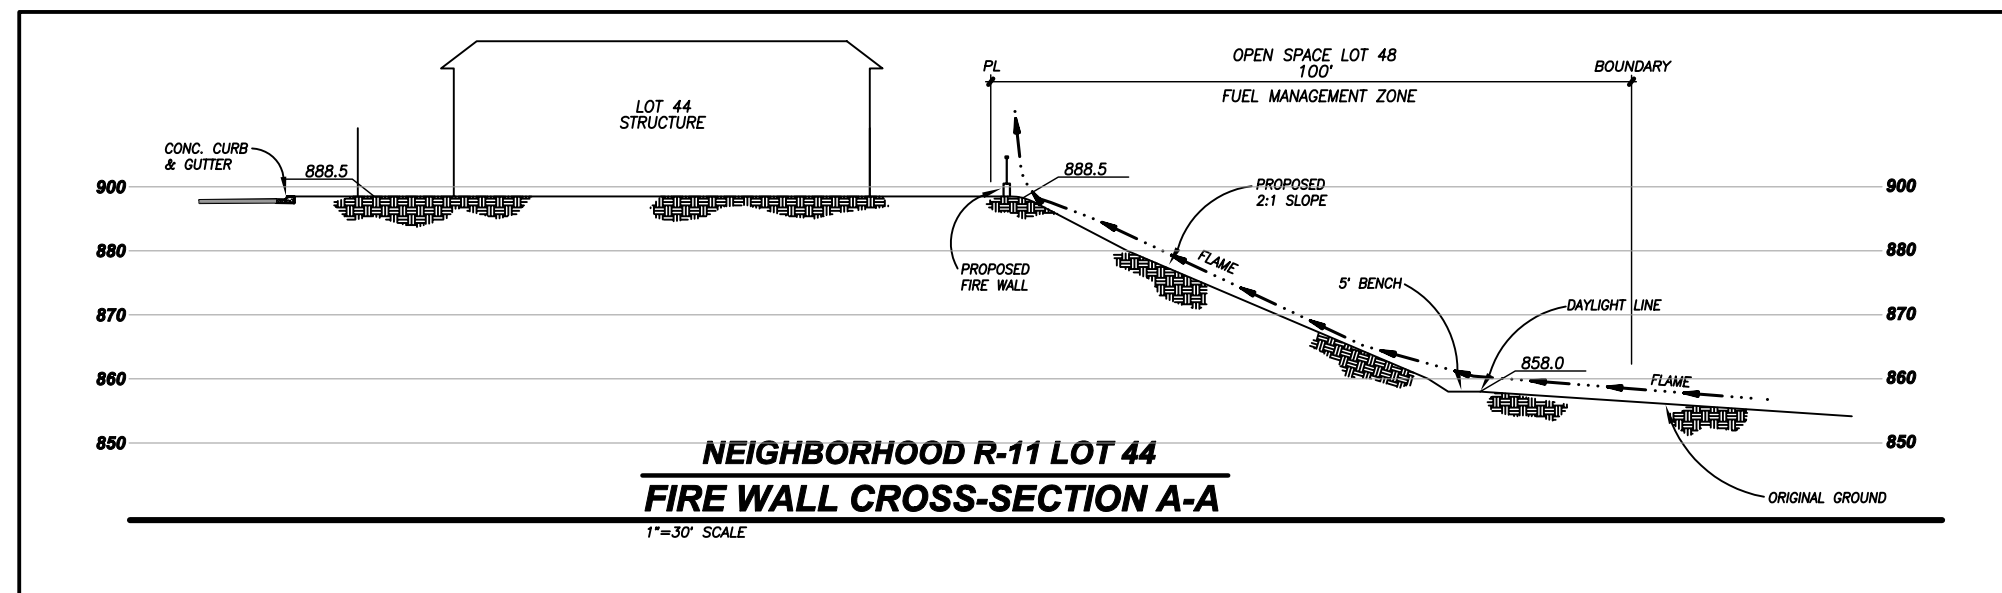 OPEN SPACE LOT 48
100'
PL
BOUNDARY
FUEL MANAGEMENT ZONE
LOT 44
STRUCTURE
CONC. CURB
& GUTTER
888.5
888.5
900
900
PROPOSED
2:1 SLOPE
880
880
FLAME
PROPOSED
FIRE WALL
5' BENCH
DAYLIGHT LINE
870
870
858.0
860
860
FLAME
850
850
NEIGHBORHOOD R-11 LOT 44
FIRE WALL CROSS-SECTION A-A
ORIGINAL GROUND
1"=30' SCALE